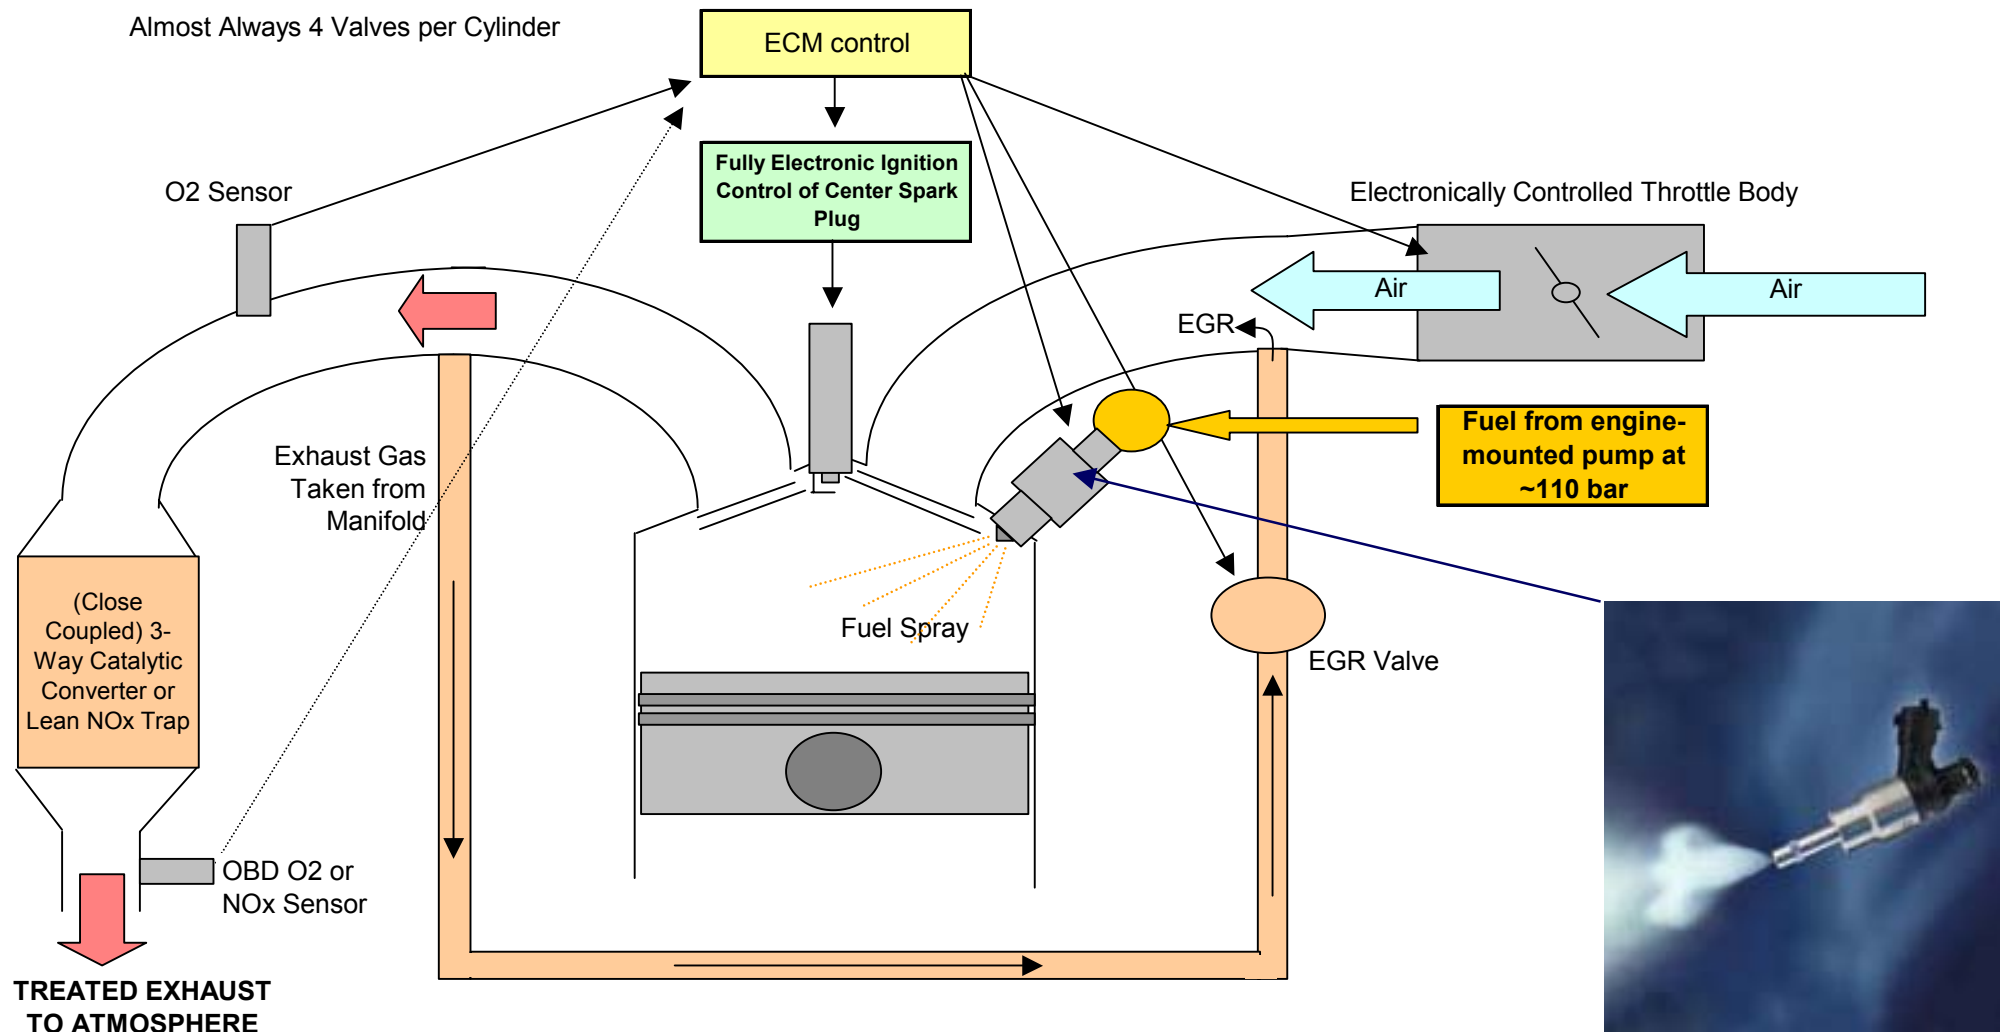 Almost Always 4 Valves per Cylinder
ECM control
Fully Electronic Ignition
Control of Center Spark
Plug
O2 Sensor
Electronically Controlled Throttle Body
Air
Air
EGR
Fuel from engine-
mounted pump at
~110 bar
Exhaust Gas
Taken from
Manifold
(Close
Coupled) 3-
Way Catalytic
Converter or
Lean NOx Trap
Fuel Spray
EGR Valve
OBD O2 or
NOx Sensor
TREATED EXHAUST
TO ATMOSPHERE